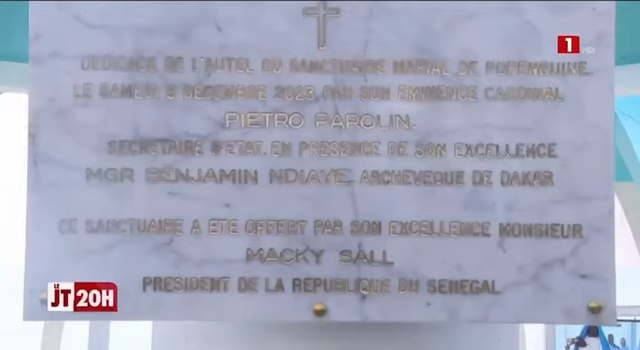 DEDICACE DE L'AUTEL DU SANCTUAIRE MARIAL DE POPENGUINE.
LE SAMEDI 9 DECEMBRE 2023, PAR SON EMINENCE CARDINAL
PIETRO PAROLIN.
SECRETAIRE D'ETAT. EN PRESENCE DE SON EXCELLENCE
MGR BENJAMIN NDIAYE, ARCHEVEQUE DE DAKAR
CE SANCTUAIRE A ETE OFFERT PAR SON EXCELLENCE MONSIEUR
MACKY SALL
PRESIDENT DE LA REPUBLIQUE DU SENEGAL
1 HD
LE
JT 20H